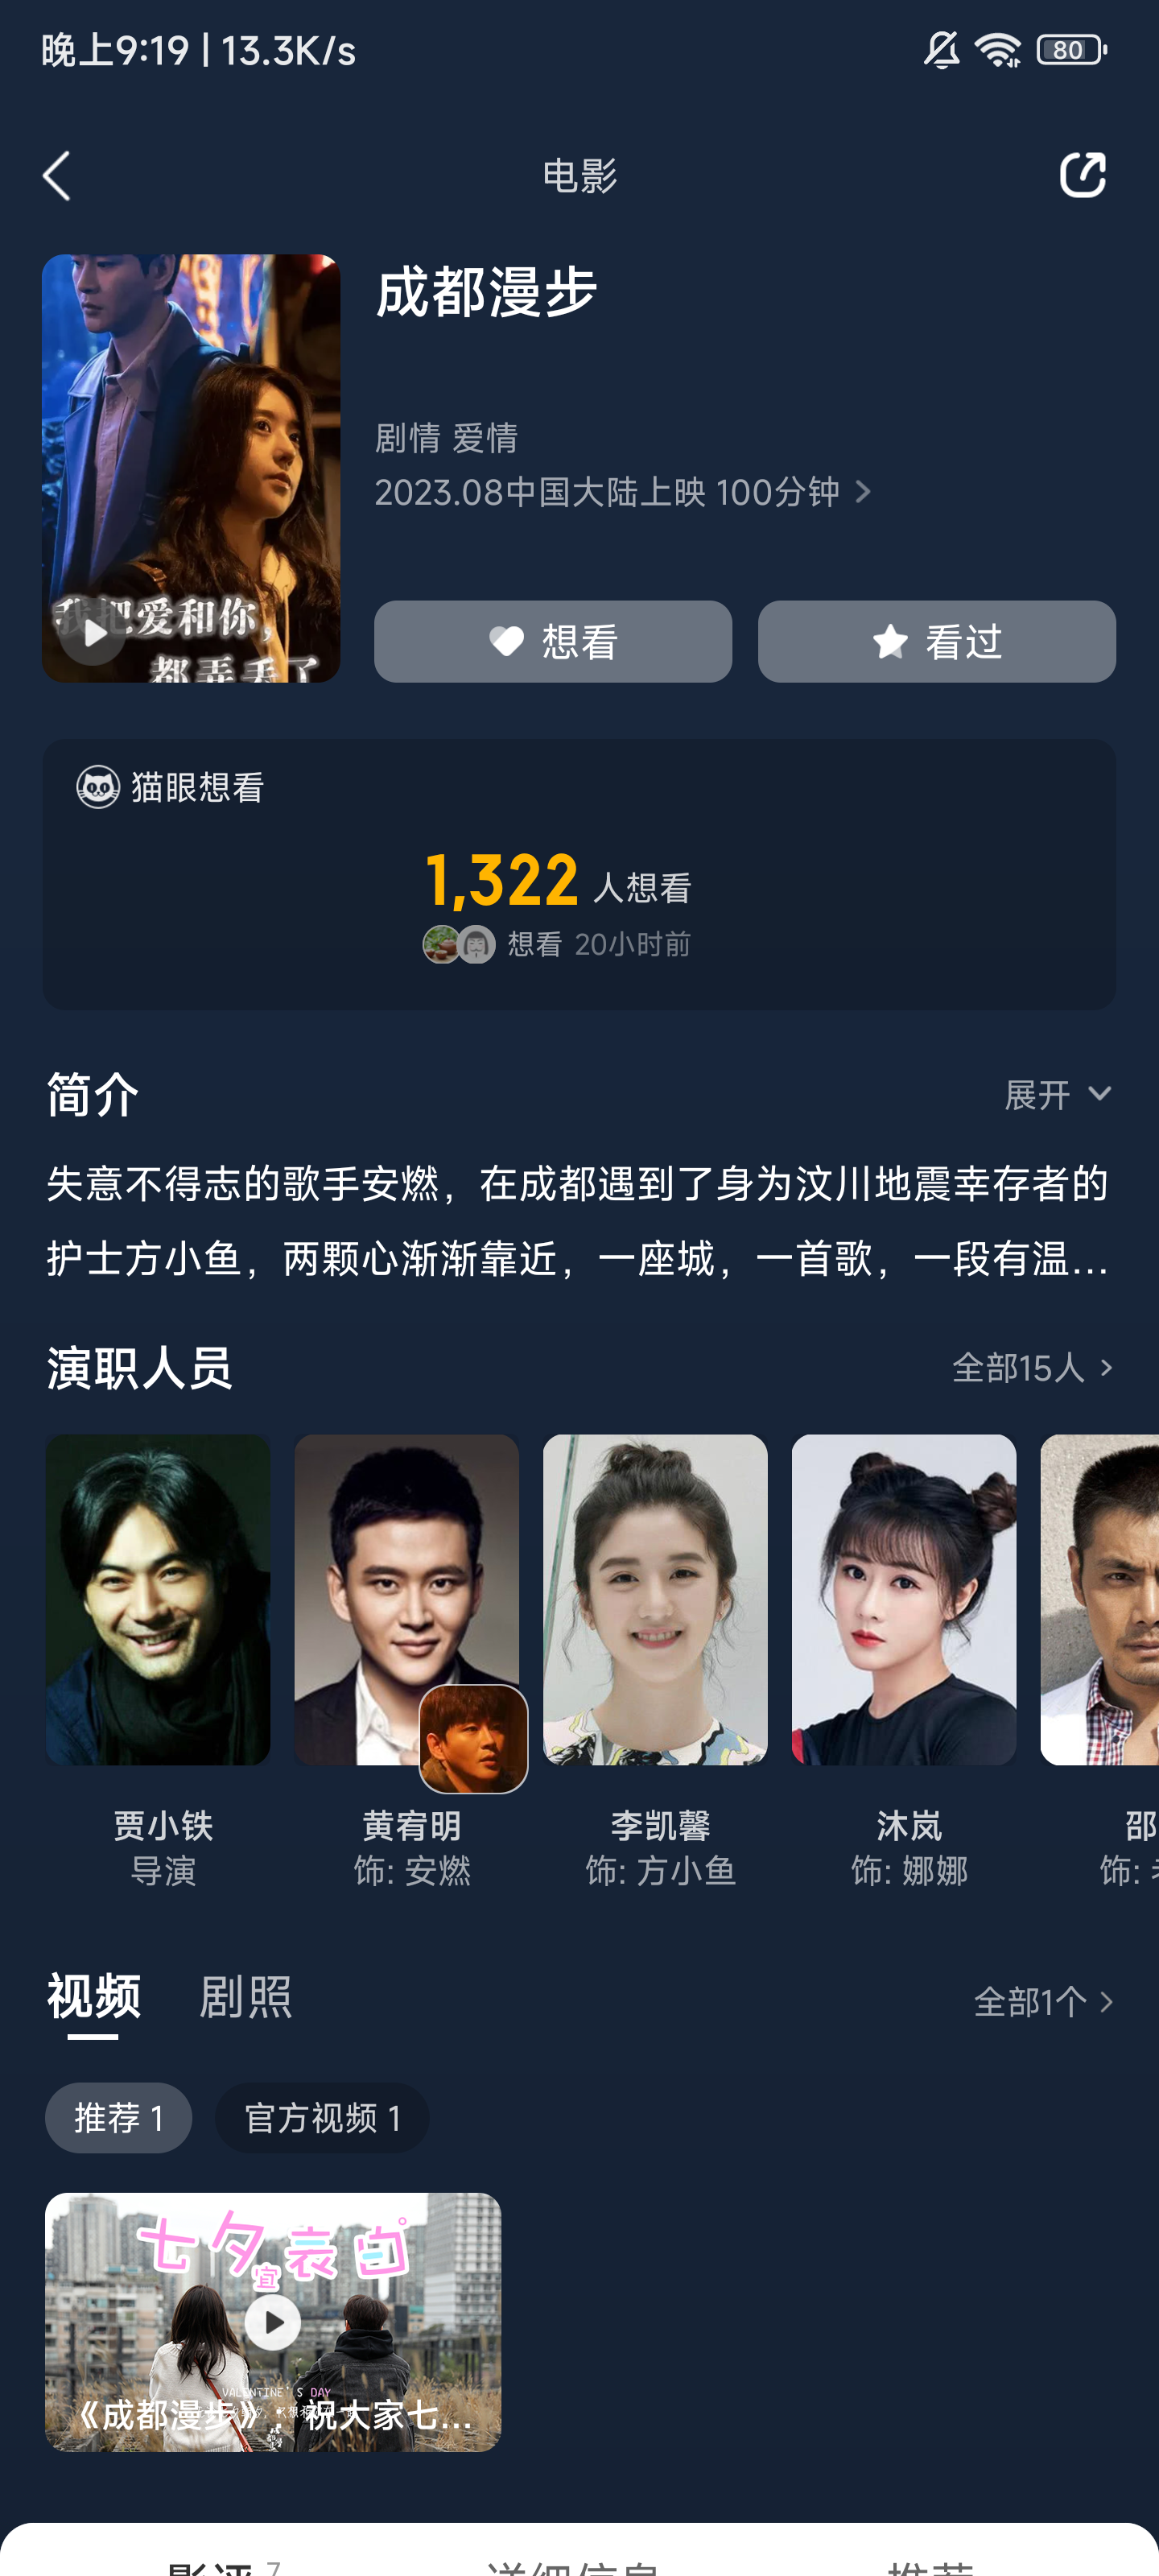 晚上9:19 | 13.3K/s
80
电影
成都漫步
剧情 爱情
2023.08中国大陆上映 100分钟
我把爱和你,
都弄丢了
想看
看过
猫眼想看
1,322 人想看
想看 20小时前
简介
展开
失意不得志的歌手安燃，在成都遇到了身为汶川地震幸存者的
护士方小鱼，两颗心渐渐靠近，一座城，一首歌，一段有温...
演职人员
全部15人
贾小铁
导演
黄宥明
饰: 安燃
李凯馨
饰: 方小鱼
沐岚
饰: 娜娜
邵
饰:
视频
剧照
全部1个
推荐 1
官方视频 1
七夕宜表白
VALENTINE'S DAY
《成都漫步》：祝大家七...
影评 7
详细信息
推荐